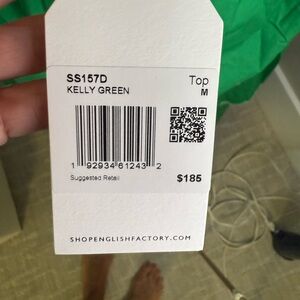 SS157D Top
KELLY GREEN M
1 92934 61243 2
Suggested Retail $185
SHOPENGLISHFACTORY.COM